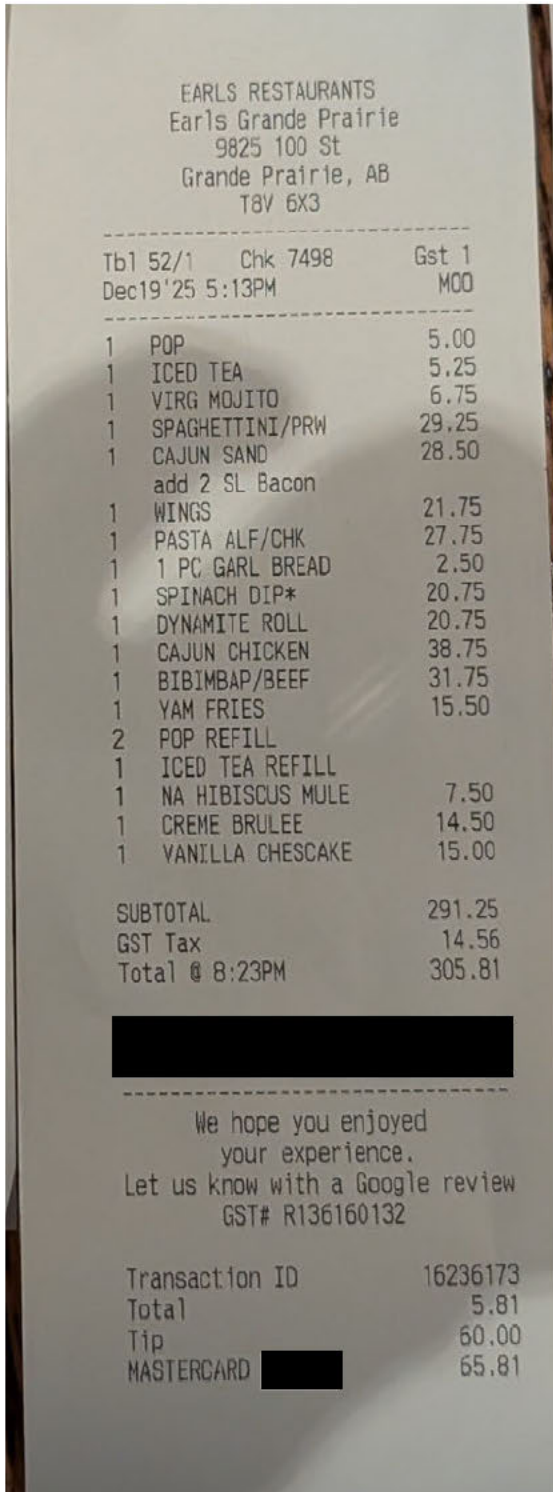 EARLS RESTAURANTS
Earls Grande Prairie
9825 100 St
Grande Prairie, AB
T8V 6X3
Tbl 52/1 Chk 7498 Gst 1
Dec19'25 5:13PM MOO
1 POP 5.00
1 ICED TEA 5.25
1 VIRG MOJITO 6.75
1 SPAGHETTINI/PRW 29.25
1 CAJUN SAND 28.50
add 2 SL Bacon
1 WINGS 21.75
1 PASTA ALF/CHK 27.75
1 1 PC GARL BREAD 2.50
1 SPINACH DIP* 20.75
1 DYNAMITE ROLL 20.75
1 CAJUN CHICKEN 38.75
1 BIBIMBAP/BEEF 31.75
1 YAM FRIES 15.50
2 POP REFILL
1 ICED TEA REFILL
1 NA HIBISCUS MULE 7.50
1 CREME BRULEE 14.50
1 VANILLA CHESCAKE 15.00
SUBTOTAL 291.25
GST Tax 14.56
Total @ 8:23PM 305.81
We hope you enjoyed
your experience.
Let us know with a Google review
GST# R136160132
Transaction ID 16236173
Total 5.81
Tip 60.00
MASTERCARD 65.81